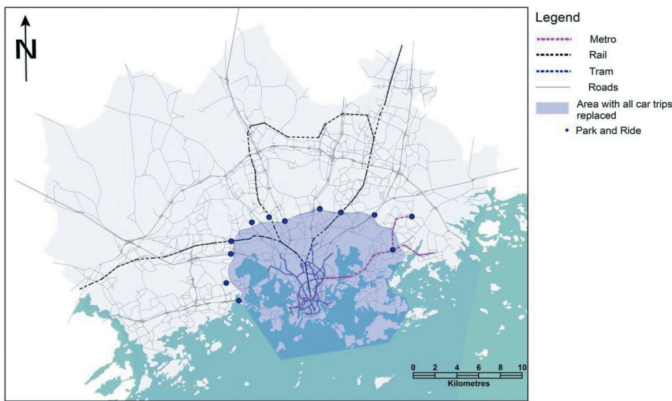 N
Legend
Metro
Rail
Tram
Roads
Area with all car trips
replaced
Park and Ride
0 2 4 6 8 10
Kilometres